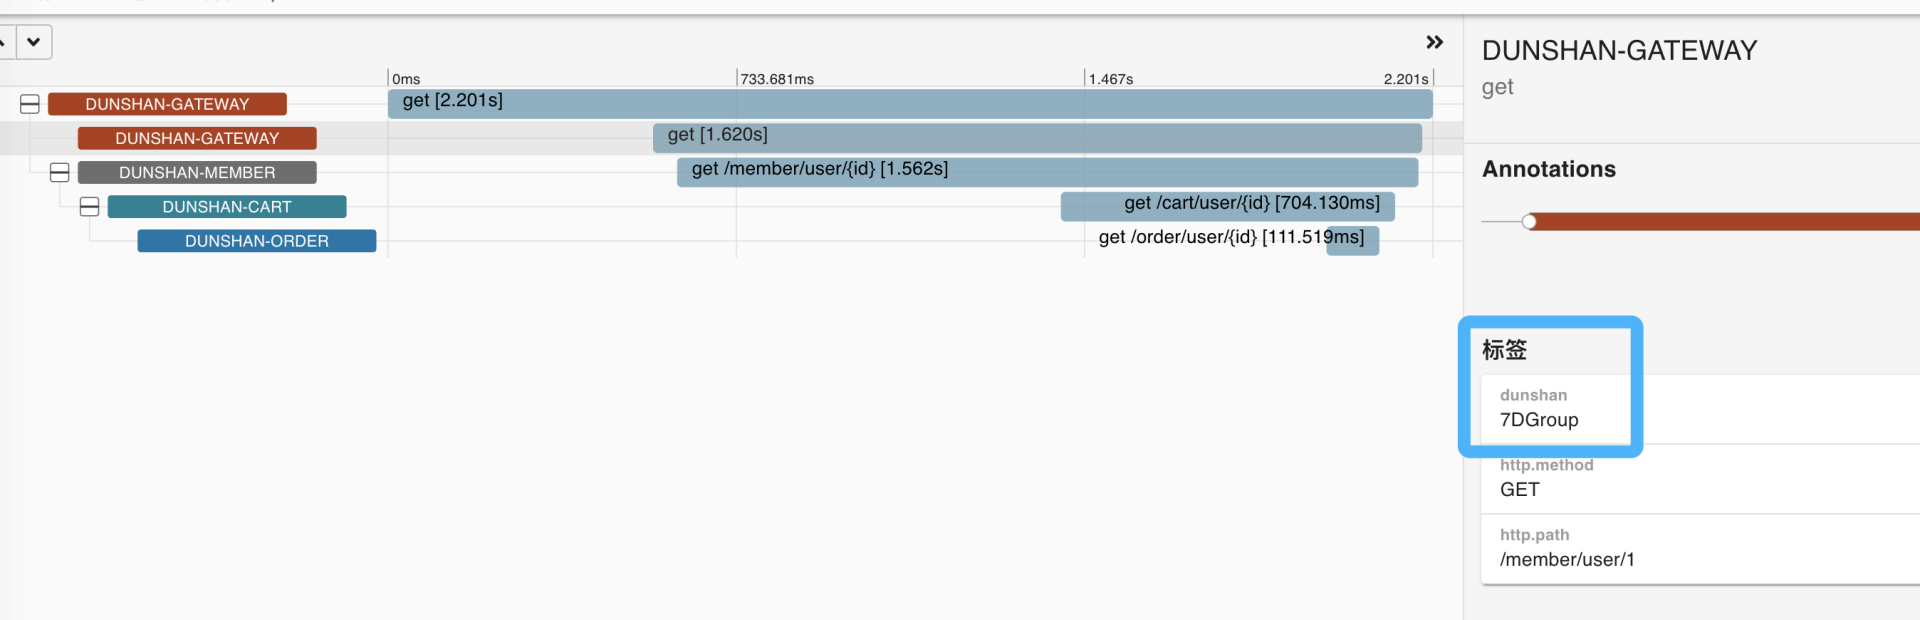 0ms 733.681ms 1.467s 2.201s
DUNSHAN-GATEWAY get [2.201s]
DUNSHAN-GATEWAY get [1.620s]
DUNSHAN-MEMBER get /member/user/{id} [1.562s]
DUNSHAN-CART get /cart/user/{id} [704.130ms]
DUNSHAN-ORDER get /order/user/{id} [111.519ms]
DUNSHAN-GATEWAY
get
Annotations
标签
dunshan
7DGroup
http.method
GET
http.path
/member/user/1